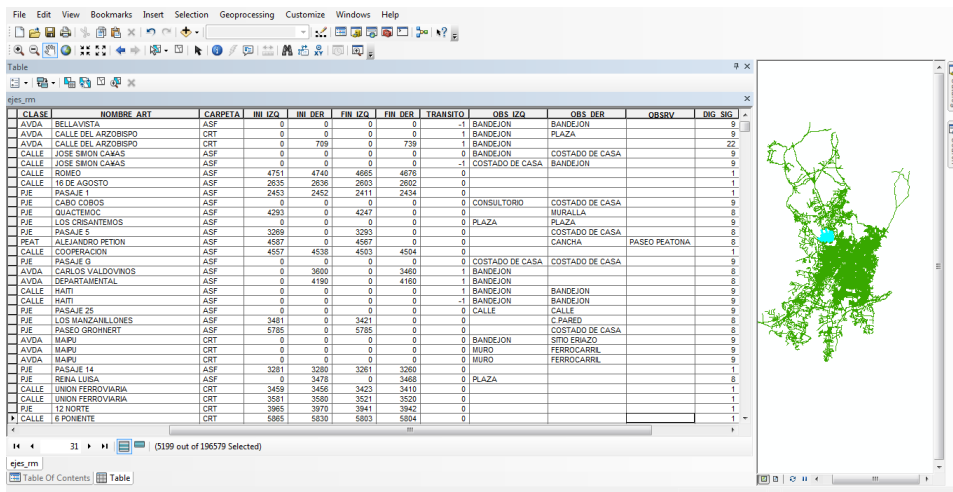 File Edit View Bookmarks Insert Selection Geoprocessing Customize Windows Help
Table
ejes_rm
CLASE NOMBRE_ART CARPETA INI_IZQ INI_DER FIN_IZQ FIN_DER TRANSITO OBS_IZQ OBS_DER OBSRV DIG_SIG
AVDA BELLAVISTA ASF 0 0 0 0 -1 BANDEJON BANDEJON 9
AVDA CALLE DEL ARZOBISPO CRT 0 0 0 0 1 BANDEJON PLAZA 9
AVDA CALLE DEL ARZOBISPO CRT 0 709 0 739 1 BANDEJON 22
CALLE JOSE SIMON CA¥AS ASF 0 0 0 0 0 BANDEJON COSTADO DE CASA 9
CALLE JOSE SIMON CA¥AS ASF 0 0 0 0 -1 COSTADO DE CASA BANDEJON 9
CALLE ROMEO ASF 4751 4740 4665 4676 0 1
CALLE 16 DE AGOSTO ASF 2635 2636 2603 2602 0 1
PJE PASAJE 1 ASF 2453 2452 2411 2434 0 1
PJE CABO COBOS ASF 0 0 0 0 0 CONSULTORIO COSTADO DE CASA 9
PJE QUACTEMOC ASF 4293 0 4247 0 0 MURALLA 8
PJE LOS CRISANTEMOS ASF 0 0 0 0 0 PLAZA PLAZA 9
PJE PASAJE 5 ASF 3269 0 3293 0 0 COSTADO DE CASA 8
PEAT ALEJANDRO PETION ASF 4587 0 4567 0 0 CANCHA PASEO PEATONA 8
CALLE COOPERACION ASF 4557 4538 4503 4504 0 1
PJE PASAJE G ASF 0 0 0 0 0 COSTADO DE CASA COSTADO DE CASA 9
AVDA CARLOS VALDOVINOS ASF 0 3600 0 3460 1 BANDEJON 8
AVDA DEPARTAMENTAL ASF 0 4190 0 4160 1 BANDEJON 8
CALLE HAITI ASF 0 0 0 0 1 BANDEJON BANDEJON 9
CALLE HAITI ASF 0 0 0 0 -1 BANDEJON BANDEJON 9
PJE PASAJE 25 ASF 0 0 0 0 0 CALLE CALLE 9
PJE LOS MANZANILLONES ASF 3481 0 3421 0 0 C.PARED 8
PJE PASEO GROHNERT ASF 5785 0 5785 0 0 COSTADO DE CASA 8
AVDA MAIPU CRT 0 0 0 0 0 BANDEJON SITIO ERIAZO 9
AVDA MAIPU CRT 0 0 0 0 0 MURO FERROCARRIL 9
AVDA MAIPU CRT 0 0 0 0 0 MURO FERROCARRIL 9
PJE PASAJE 14 ASF 3281 3280 3261 3260 0 1
PJE REINA LUISA ASF 0 3478 0 3468 0 PLAZA 8
CALLE UNION FERROVIARIA CRT 3459 3456 3423 3410 0 1
CALLE UNION FERROVIARIA CRT 3581 3580 3521 3520 0 1
PJE 12 NORTE CRT 3965 3970 3941 3942 0 1
CALLE 6 PONIENTE CRT 5865 5830 5803 5804 0 1
31 (5199 out of 196579 Selected)
ejes_rm
Table Of Contents Table